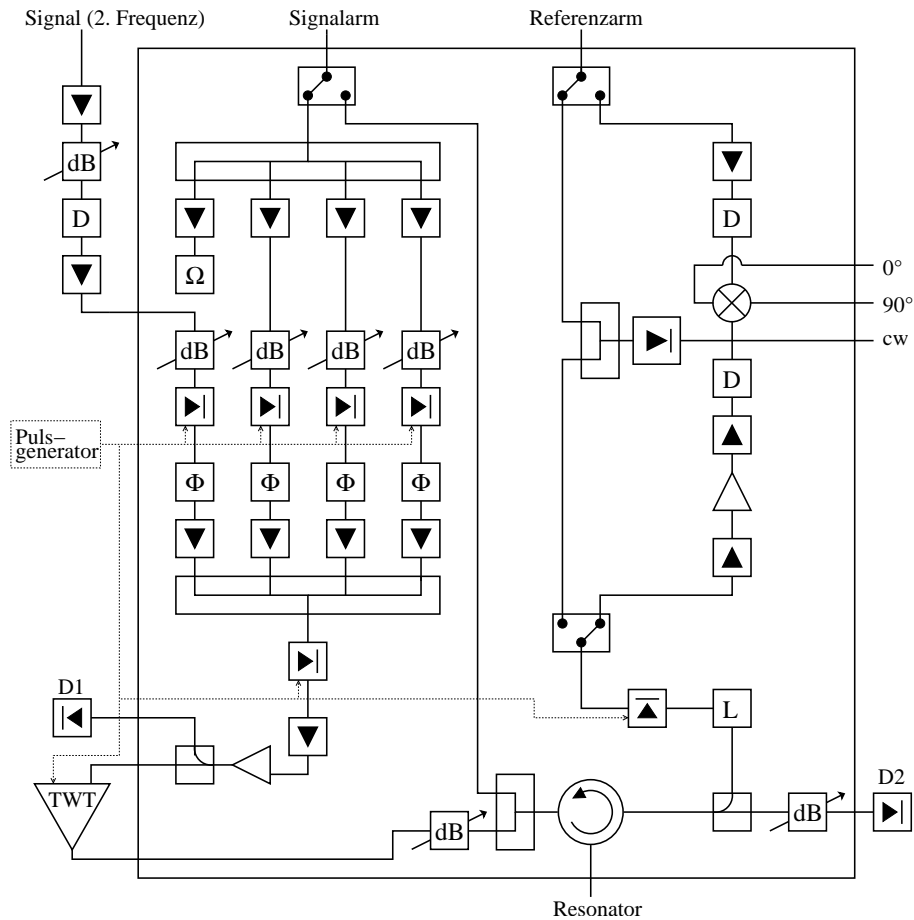 Signal (2. Frequenz)
Signalarm
Referenzarm
dB
D
D
Ω
0°
90°
cw
dB
dB
dB
dB
D
Puls–
generator
Φ
Φ
Φ
Φ
D1
L
TWT
dB
dB
D2
Resonator